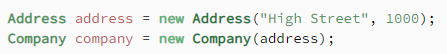 Address address = new Address("High Street", 1000);
Company company = new Company(address);